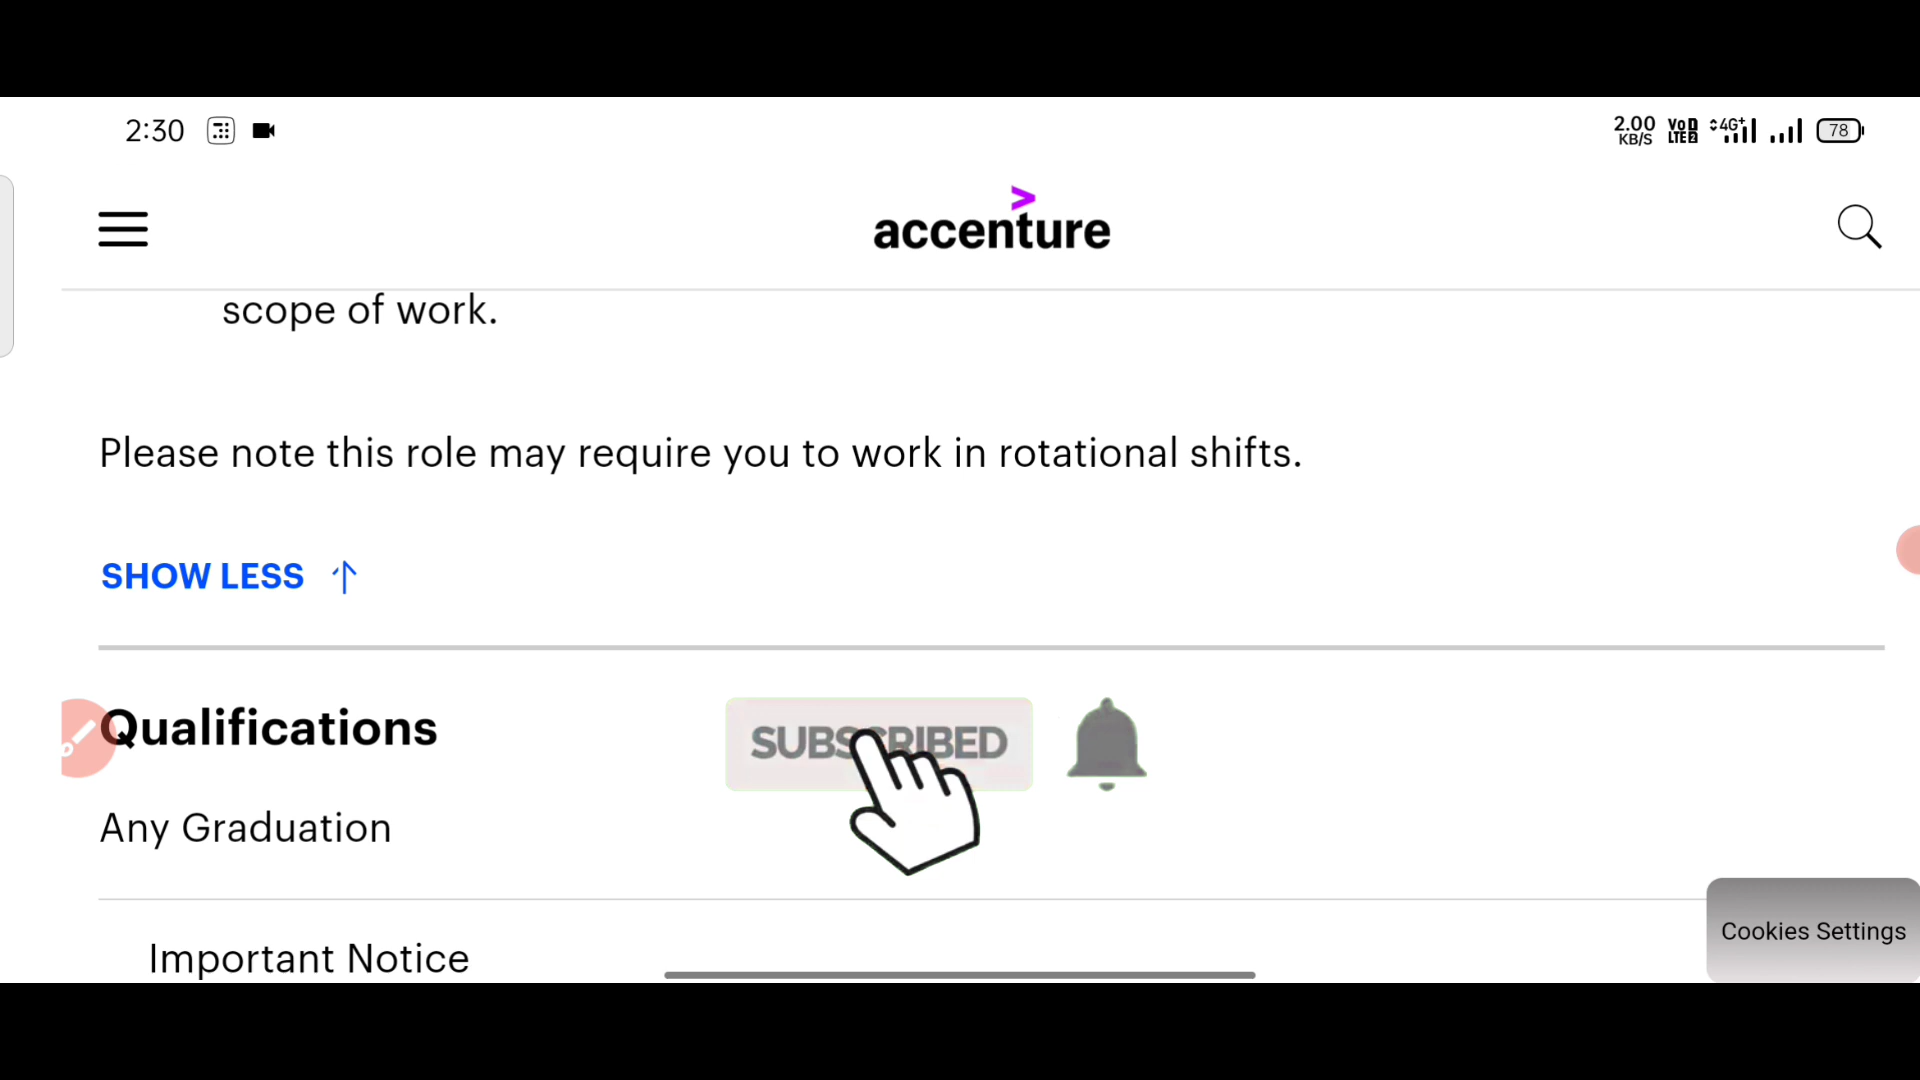 2:30
2.00 KB/S VoD LTE2 4G+ 78
accenture
scope of work.
Please note this role may require you to work in rotational shifts.
SHOW LESS ↑
Qualifications
SUBSCRIBED
Any Graduation
Cookies Settings
Important Notice